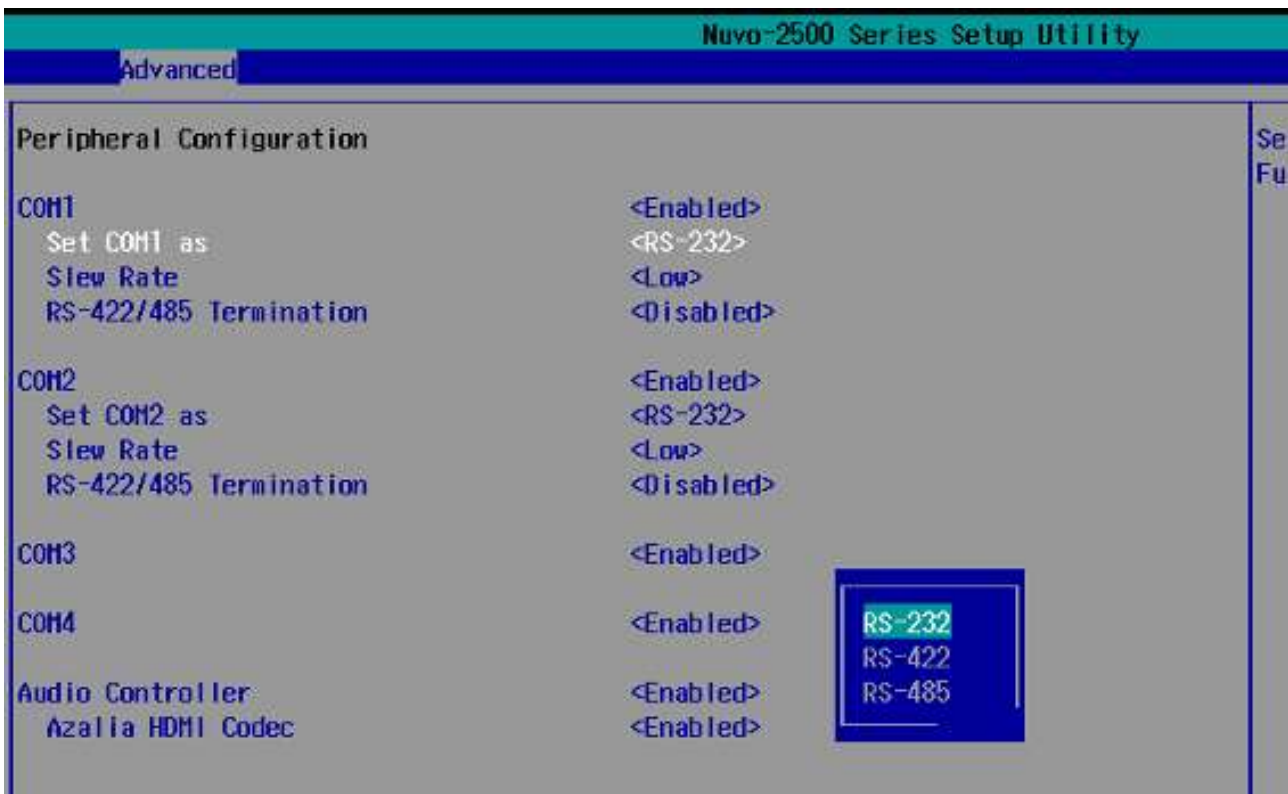 Nuvo-2500 Series Setup Utility
Advanced
Peripheral Configuration
Se
Fu
COM1 <Enabled>
Set COM1 as <RS-232>
Slew Rate <Low>
RS-422/485 Termination <Disabled>
COM2 <Enabled>
Set COM2 as <RS-232>
Slew Rate <Low>
RS-422/485 Termination <Disabled>
COM3 <Enabled>
COM4 <Enabled>
Audio Controller <Enabled>
Azalia HDMI Codec <Enabled>
RS-232
RS-422
RS-485